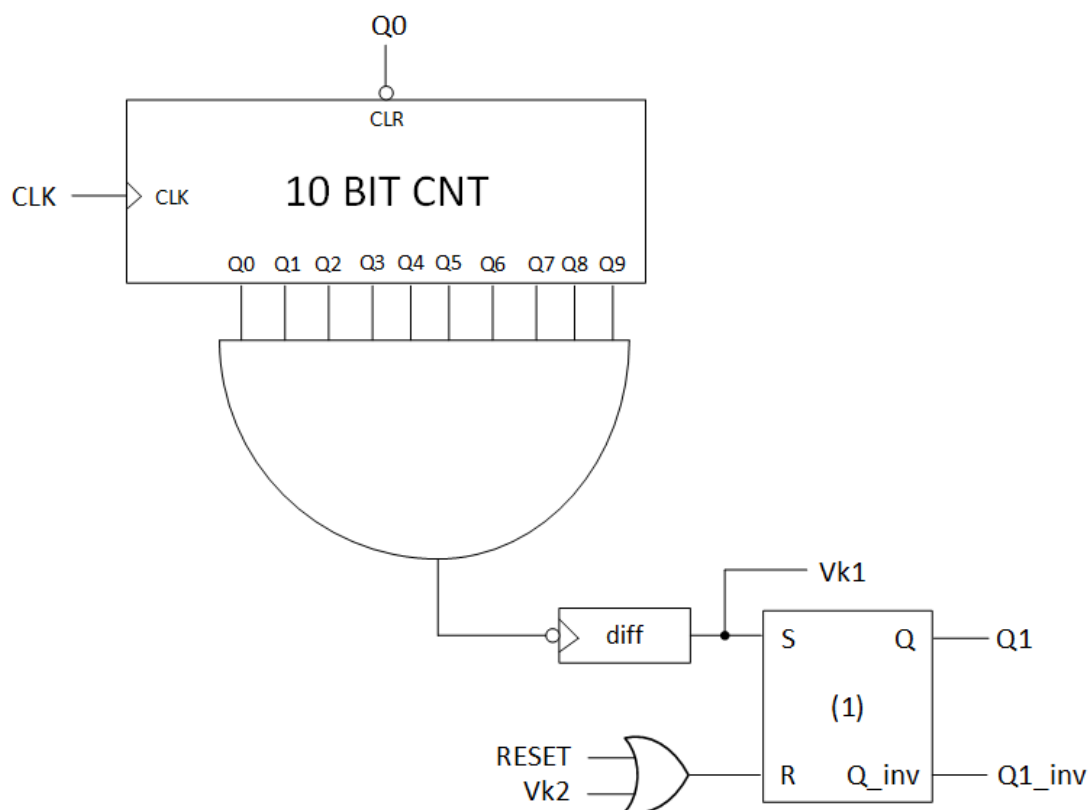 Q0
CLR
CLK
CLK
10 BIT CNT
Q0 Q1 Q2 Q3 Q4 Q5 Q6 Q7 Q8 Q9
Vk1
diff
S
Q
Q1
(1)
RESET
Vk2
R
Q_inv
Q1_inv